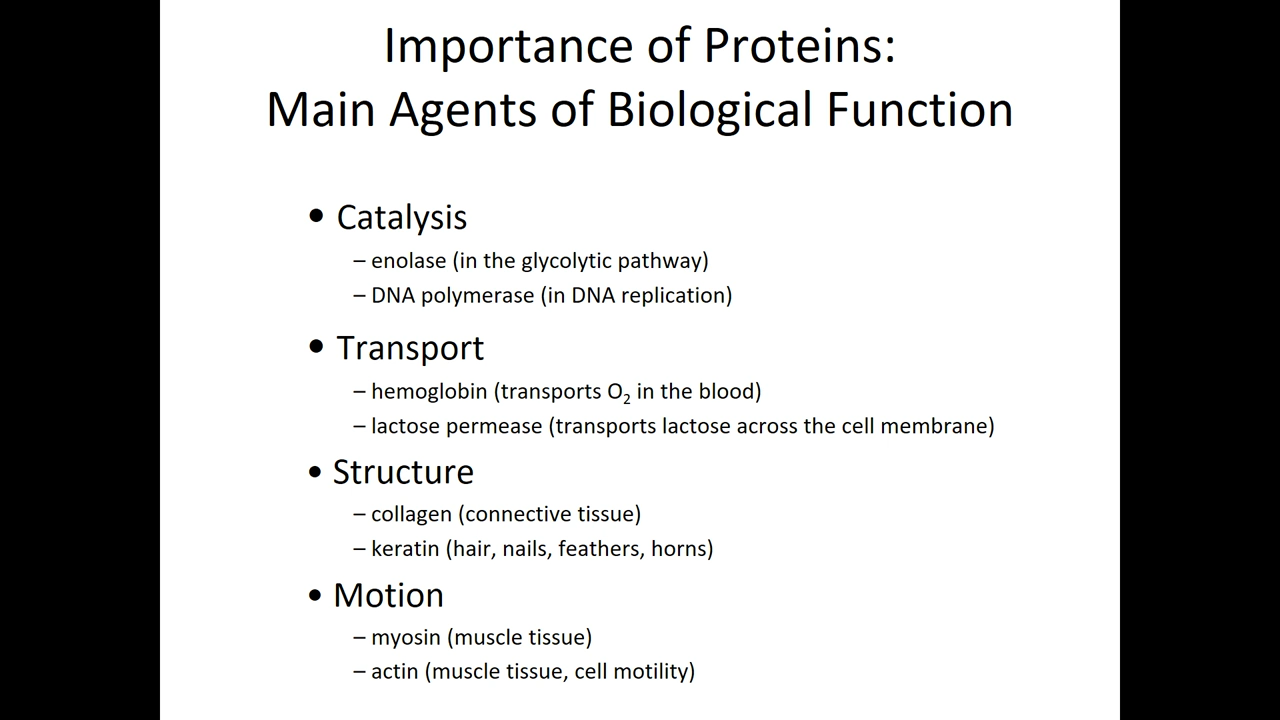 Importance of Proteins:
Main Agents of Biological Function
• Catalysis
– enolase (in the glycolytic pathway)
– DNA polymerase (in DNA replication)
• Transport
– hemoglobin (transports O₂ in the blood)
– lactose permease (transports lactose across the cell membrane)
• Structure
– collagen (connective tissue)
– keratin (hair, nails, feathers, horns)
• Motion
– myosin (muscle tissue)
– actin (muscle tissue, cell motility)